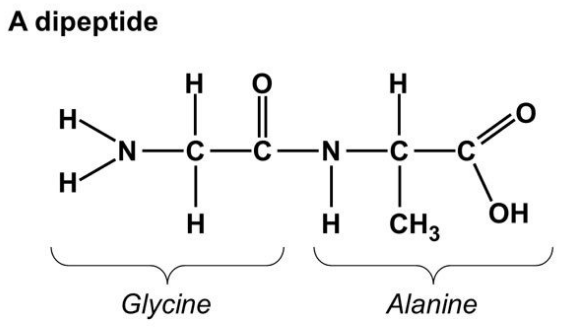 A dipeptide
H O H
H O
N C C N C C
H
H H CH₃ OH
Glycine Alanine